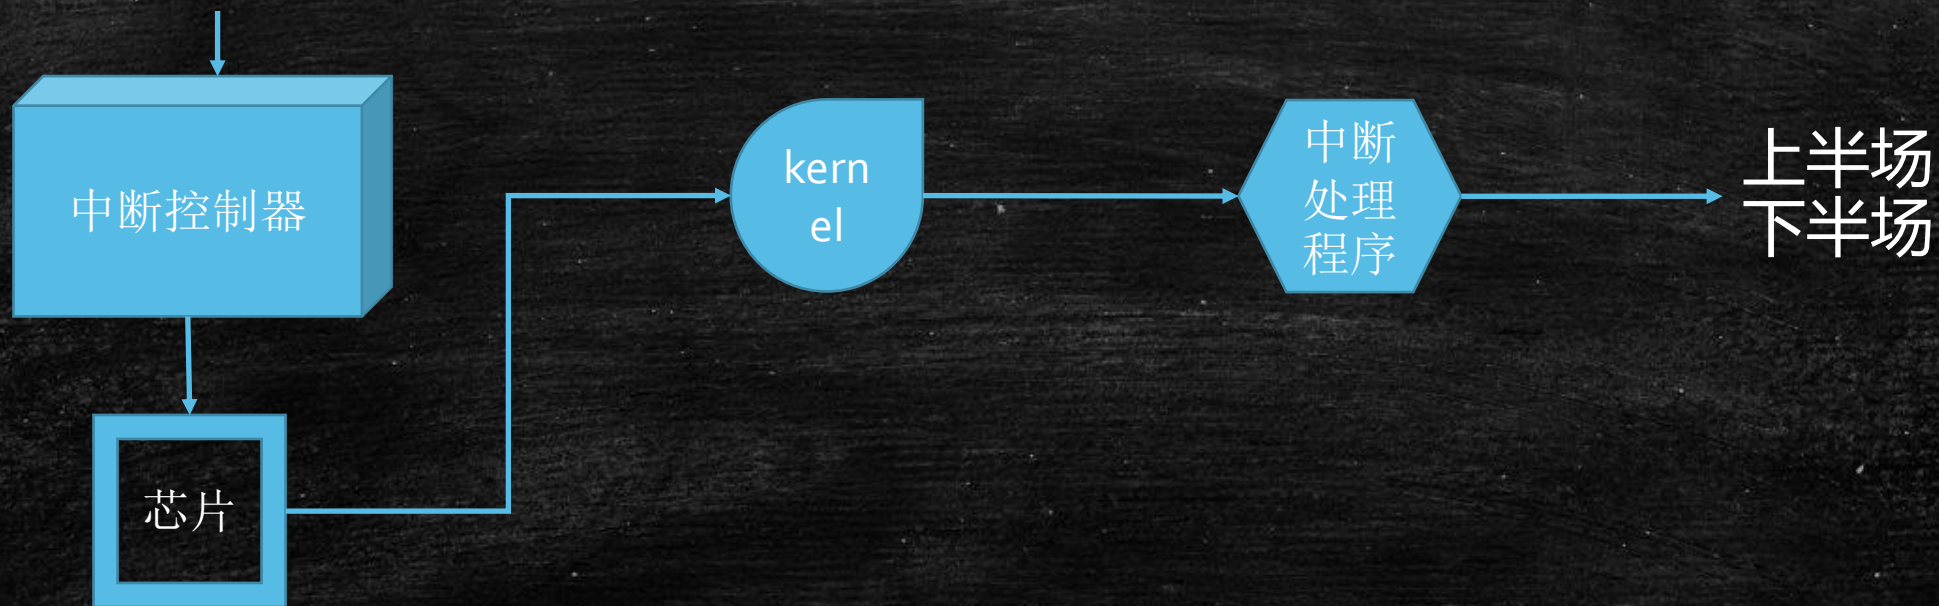 中断控制器
芯片
kern
el
中断
处理
程序
上半场
下半场